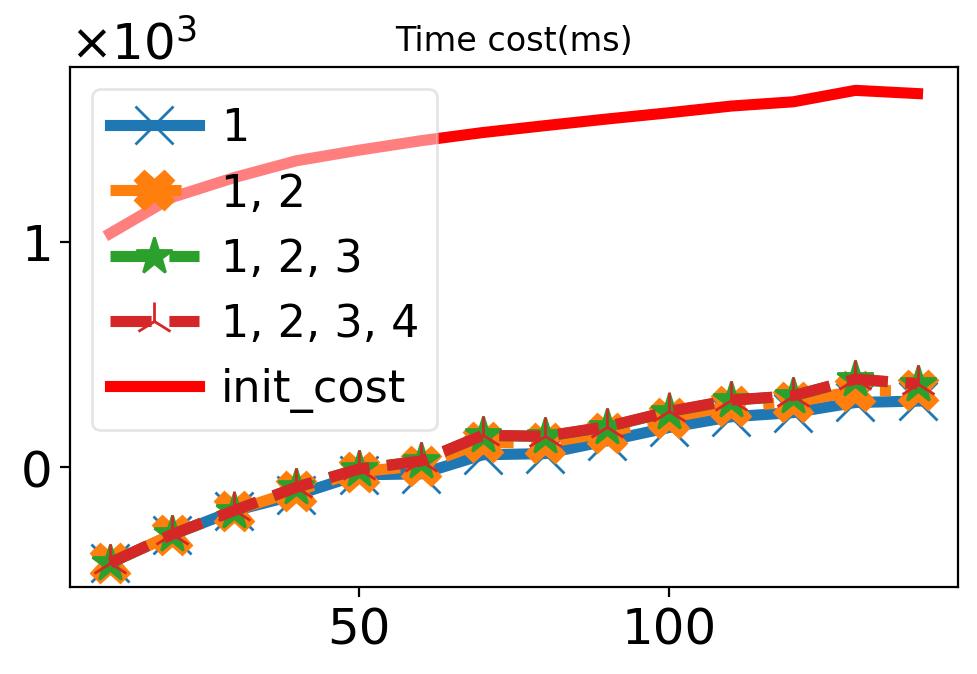 ×10³
Time cost(ms)
1
1, 2
1, 2, 3
1, 2, 3, 4
init_cost
1
0
50
100